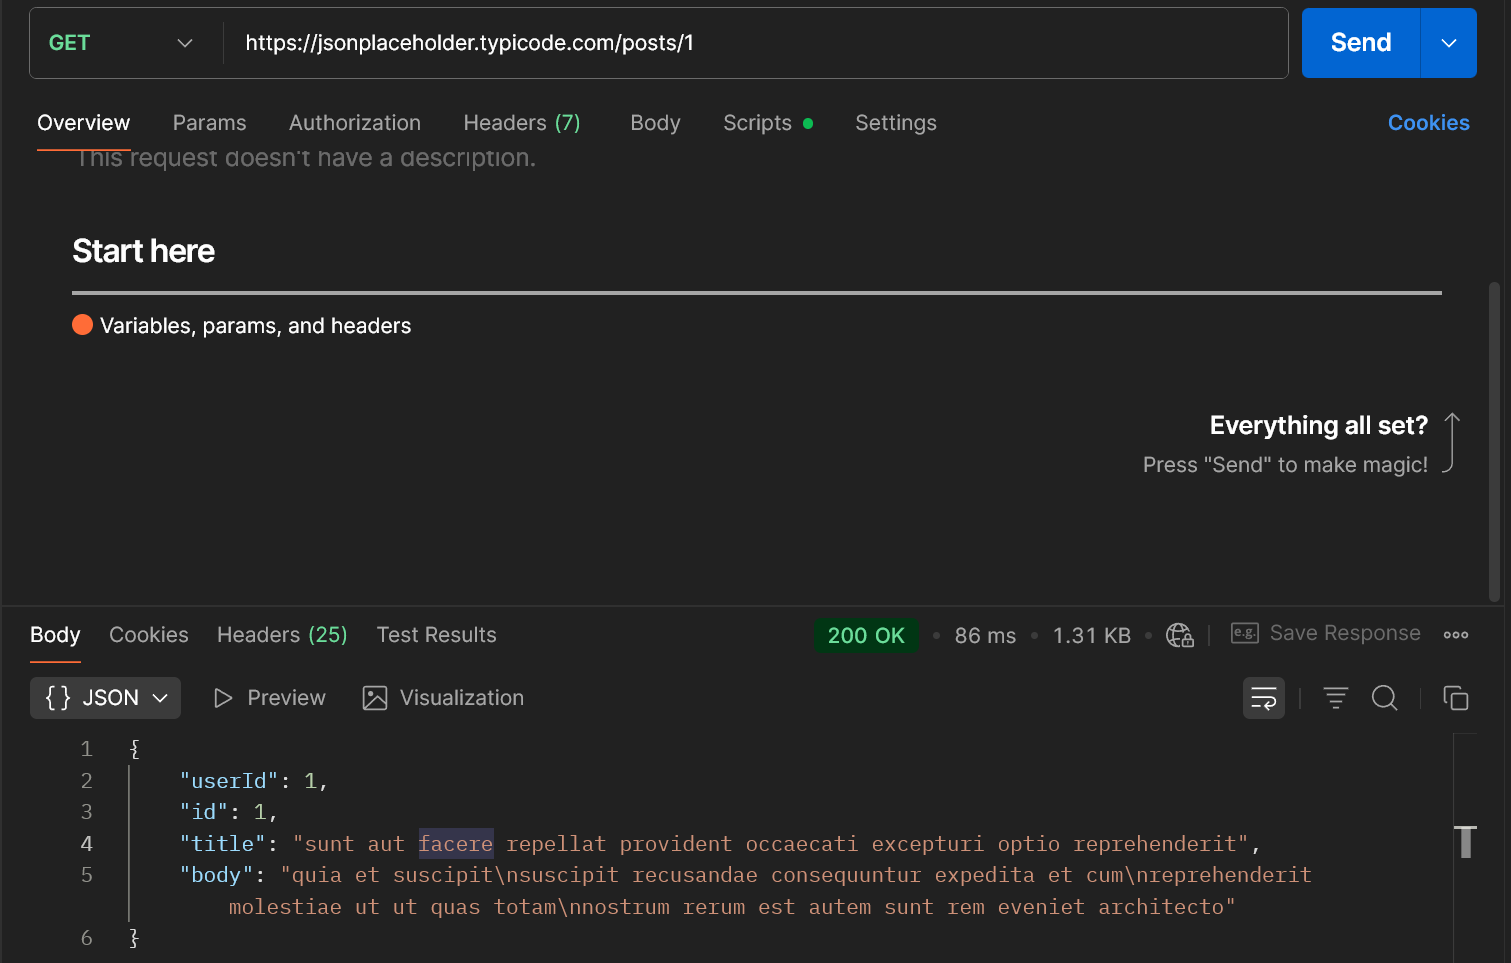 GET https://jsonplaceholder.typicode.com/posts/1 Send
Overview Params Authorization Headers (7) Body Scripts Settings Cookies
This request doesn't have a description.
Start here
Variables, params, and headers
Everything all set?
Press "Send" to make magic!
Body Cookies Headers (25) Test Results 200 OK • 86 ms • 1.31 KB • e.g. Save Response
{} JSON Preview Visualization
1 {
2 "userId": 1,
3 "id": 1,
4 "title": "sunt aut facere repellat provident occaecati excepturi optio reprehenderit",
5 "body": "quia et suscipit\nsuscipit recusandae consequuntur expedita et cum\nreprehenderit
molestiae ut ut quas totam\nnostrum rerum est autem sunt rem eveniet architecto"
6 }